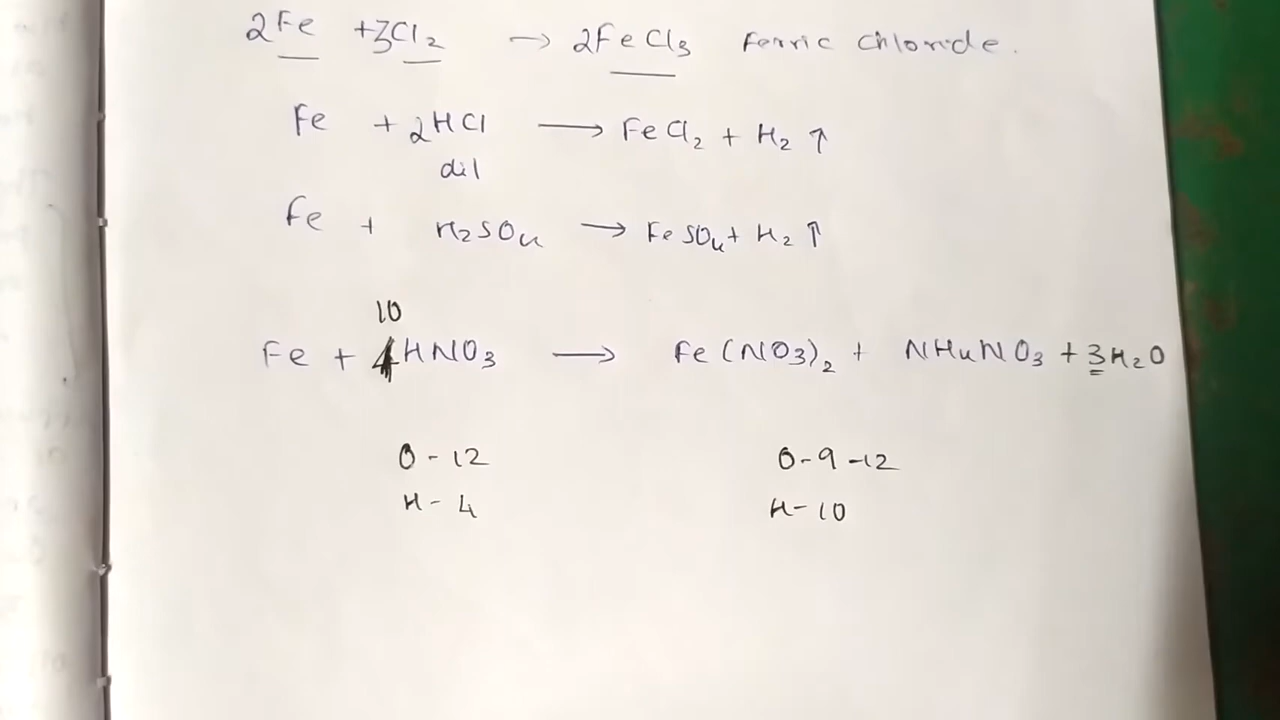 2Fe + 3Cl₂ → 2FeCl₃ Ferric Chloride.
Fe + 2HCl → FeCl₂ + H₂ ↑
dil
Fe + H₂SO₄ → FeSO₄ + H₂ ↑
10
Fe + 4HNO₃ → Fe(NO₃)₂ + NH₄NO₃ + 3H₂O
O - 12 O - 9 - 12
H - 4 H - 10